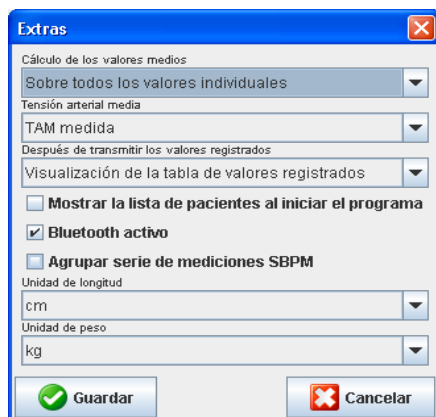 Extras
Cálculo de los valores medios
Sobre todos los valores individuales
Tensión arterial media
TAM medida
Después de transmitir los valores registrados
Visualización de la tabla de valores registrados
Mostrar la lista de pacientes al iniciar el programa
Bluetooth activo
Agrupar serie de mediciones SBPM
Unidad de longitud
cm
Unidad de peso
kg
Guardar
Cancelar